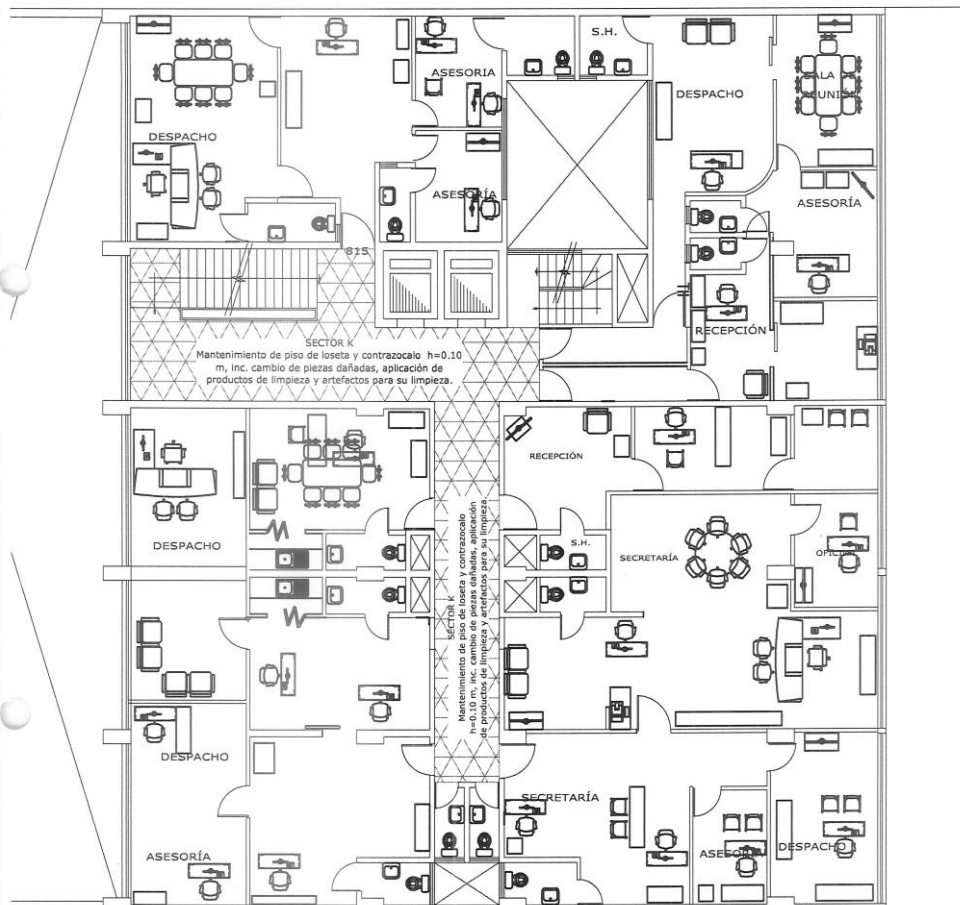 S.H.
ASESORIA
DESPACHO
SALA DE
REUNIÓN
DESPACHO
ASESORÍA
ASESORÍA
815
RECEPCIÓN
SECTOR K
Mantenimiento de piso de loseta y contrazocalo h=0.10
m, inc. cambio de piezas dañadas, aplicación de
productos de limpieza y artefactos para su limpieza.
RECEPCIÓN
DESPACHO
S.H.
SECRETARÍA
OFICINA
SECTOR K
Mantenimiento de piso de loseta y contrazocalo
h=0.10 m, inc. cambio de piezas dañadas, aplicación
de productos de limpieza y artefactos para su limpieza.
DESPACHO
SECRETARÍA
ASESORÍA
ASESORÍA
DESPACHO